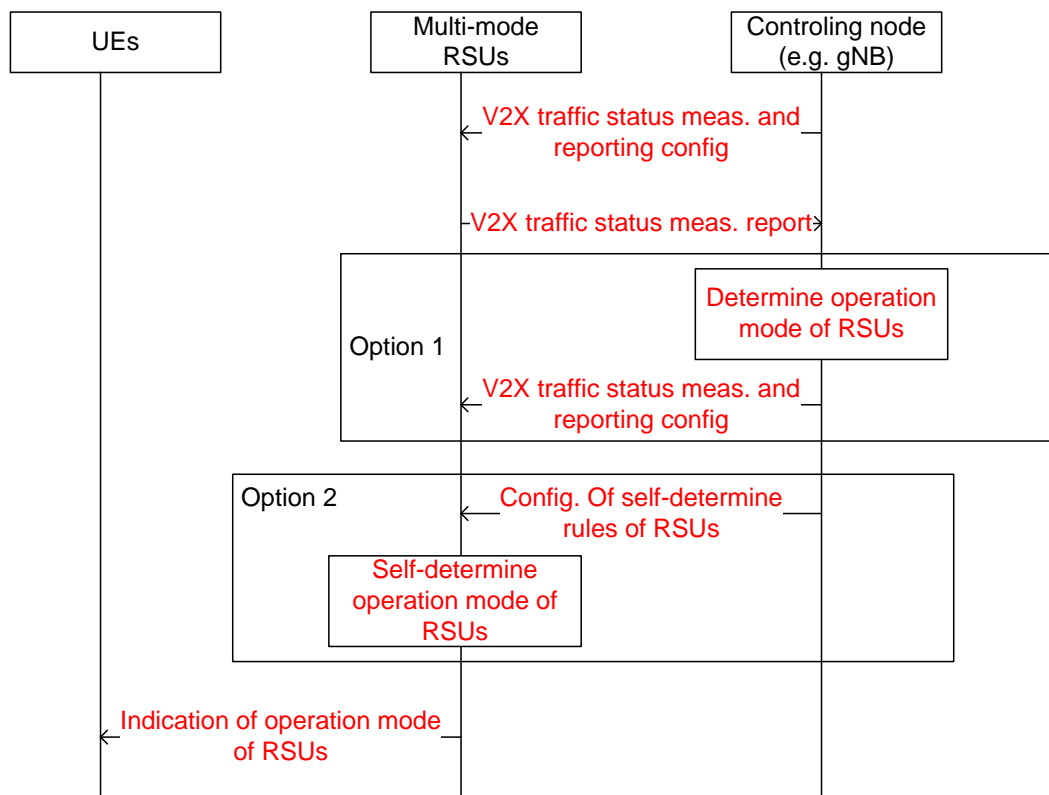 UEs
Multi-mode
RSUs
Controling node
(e.g. gNB)
V2X traffic status meas. and
reporting config
V2X traffic status meas. report
Determine operation
mode of RSUs
Option 1
V2X traffic status meas. and
reporting config
Option 2
Config. Of self-determine
rules of RSUs
Self-determine
operation mode of
RSUs
Indication of operation mode
of RSUs